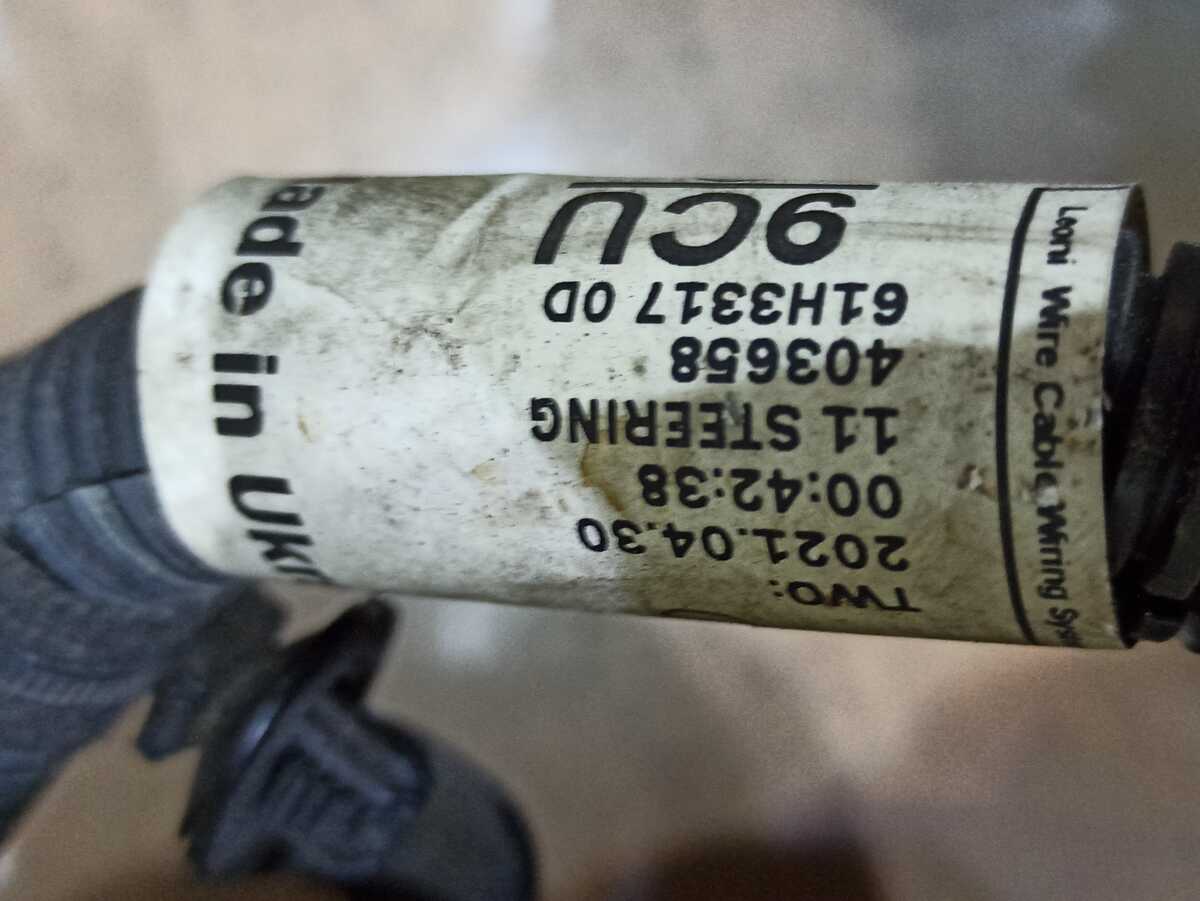 Leoni Wire Cable Wiring Sys
TWO:
2021.04.30
00:42:38
11 STEERING
403658
61H3317 0D
9CU
ade in Ukr